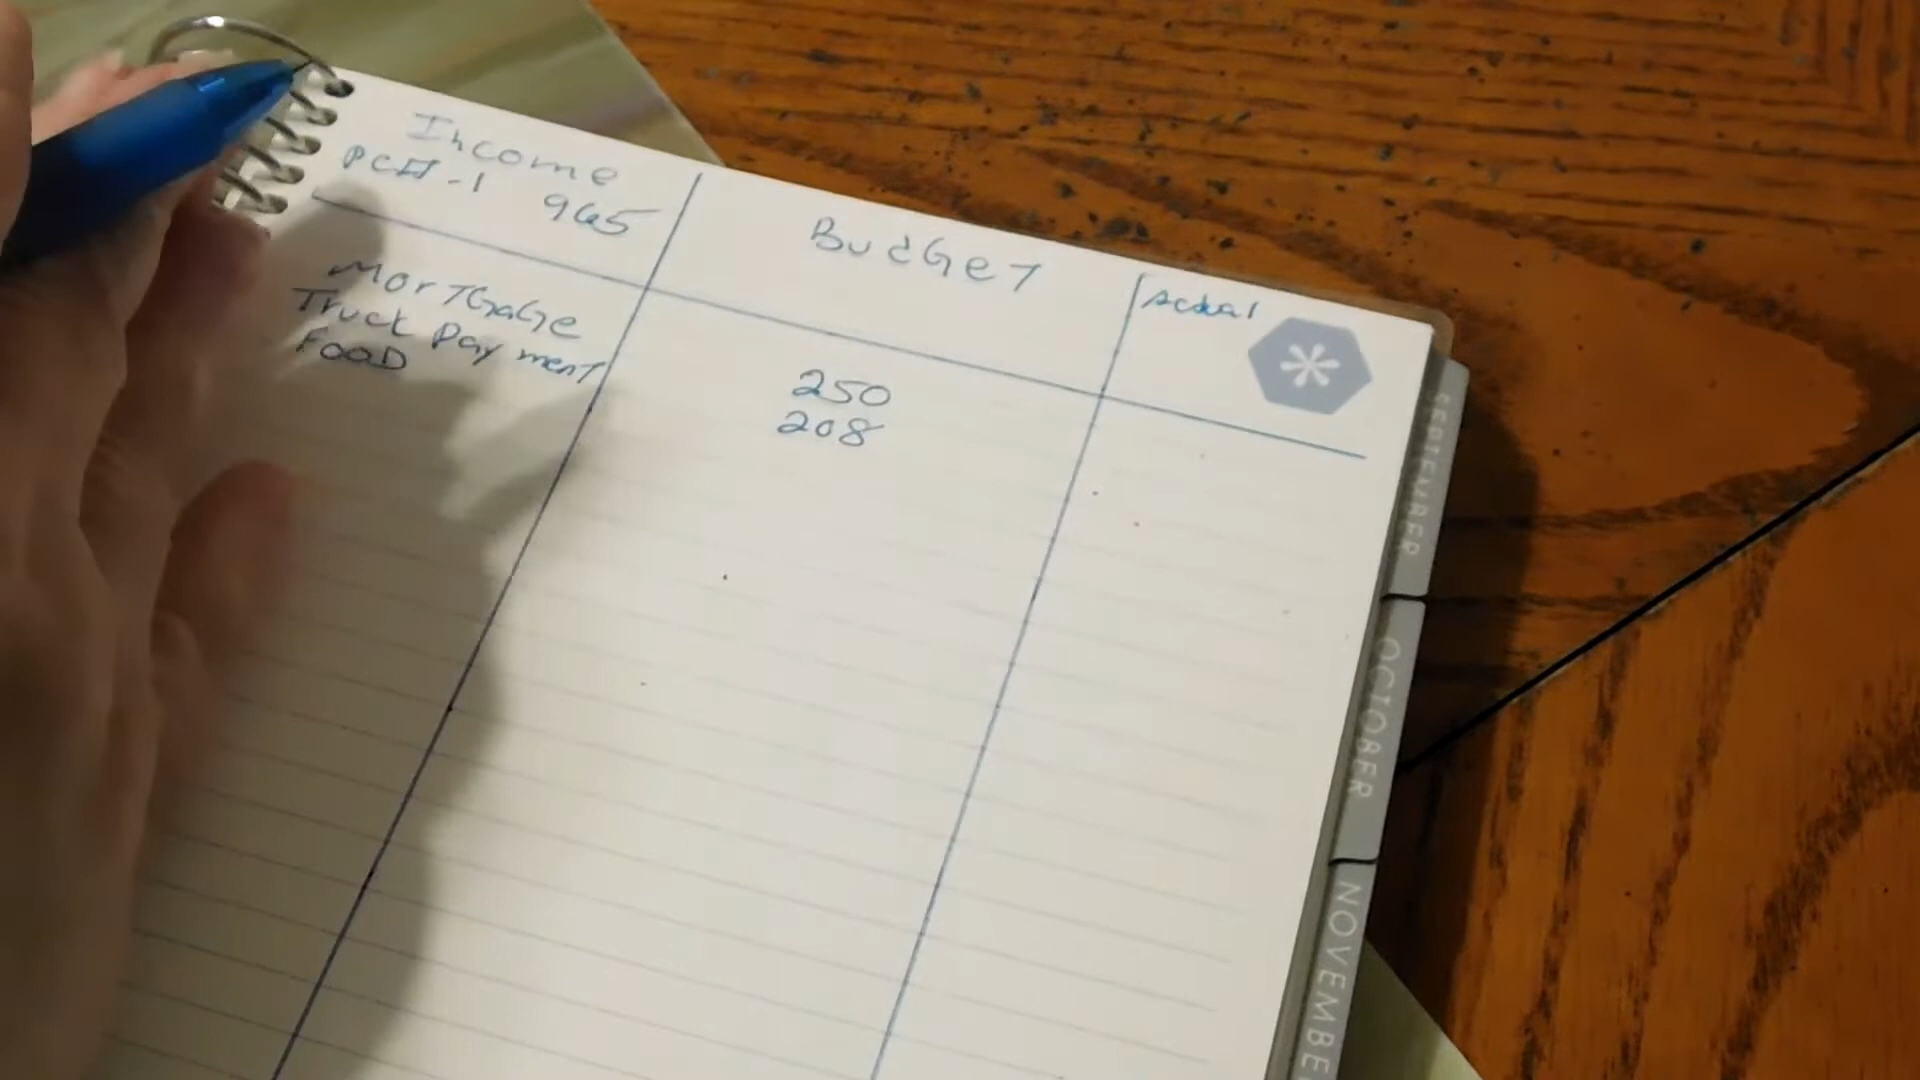 Income
PCH-1 965
Budget
Actual
Mortgage
Truck Payment
Food
250
208
SEPTEMBER
OCTOBER
NOVEMBE